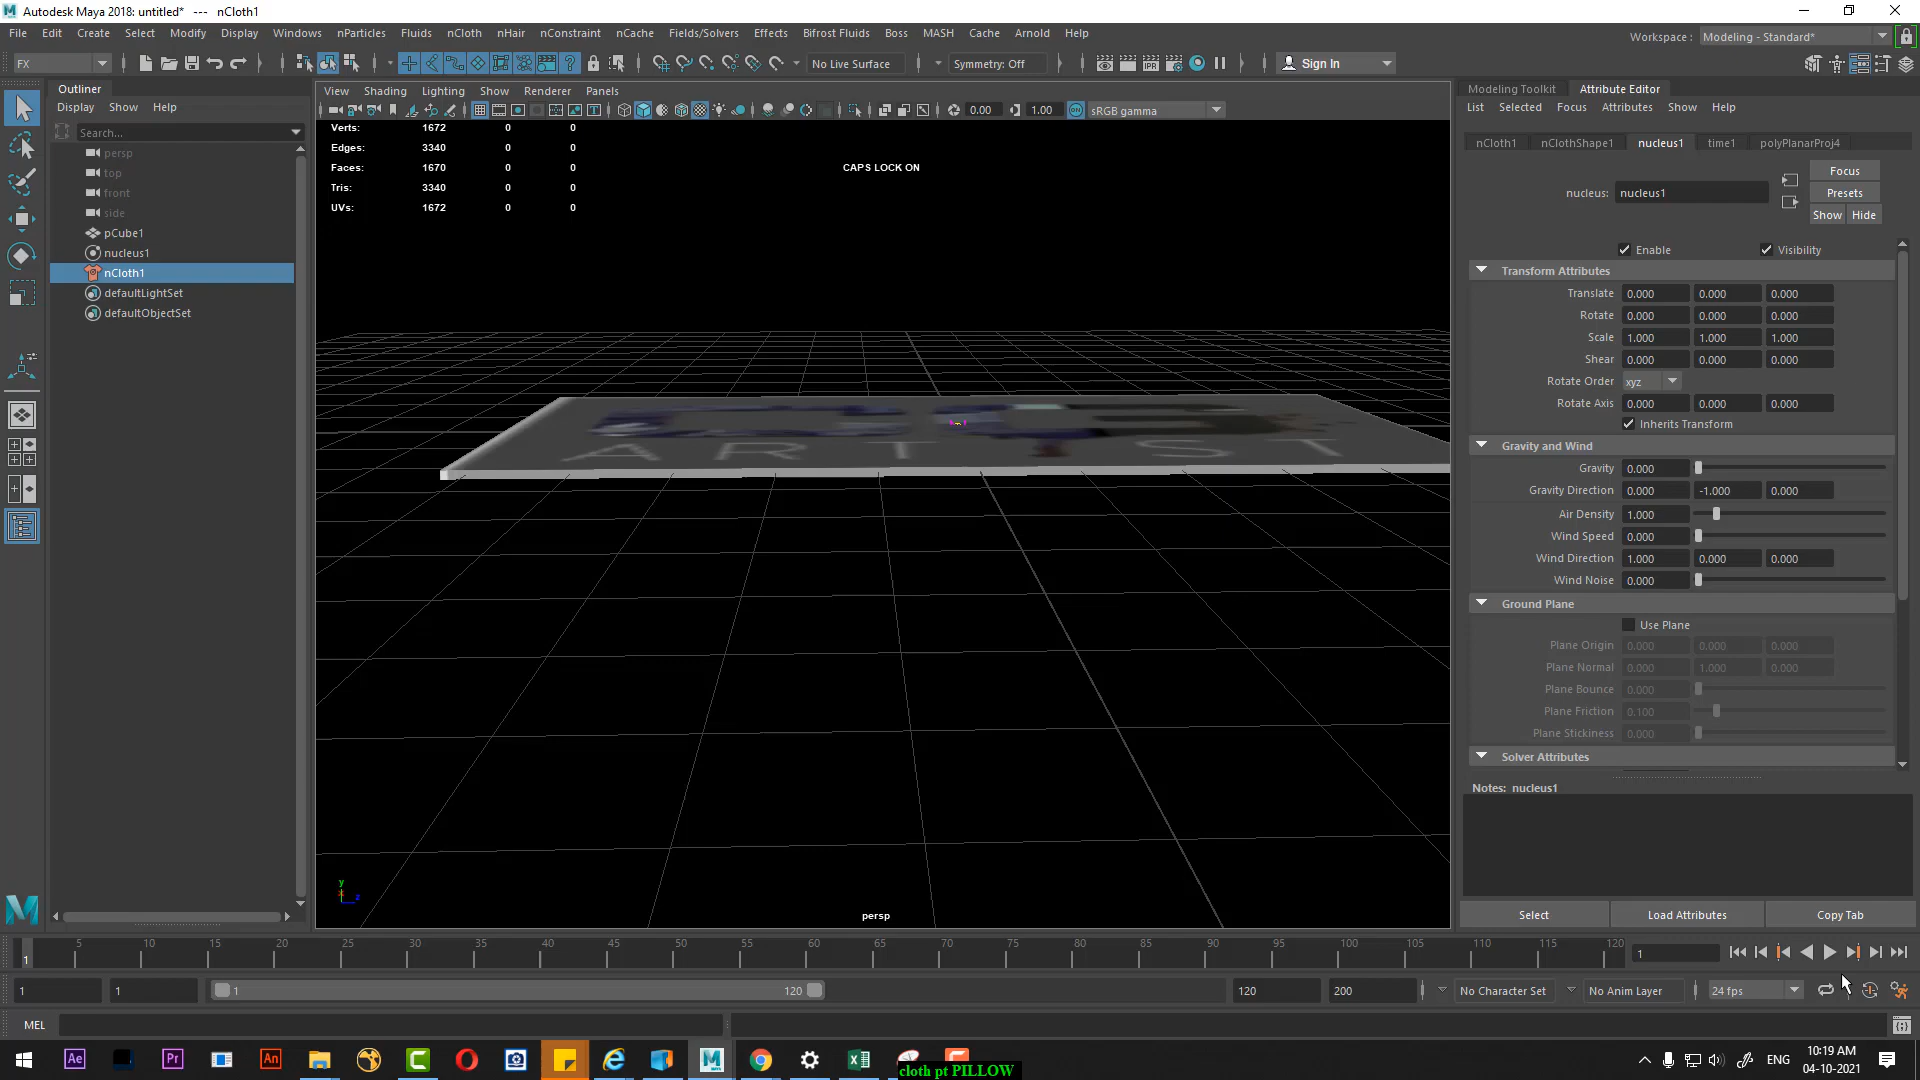 Autodesk Maya 2018: untitled* --- nCloth1
File Edit Create Select Modify Display Windows nParticles Fluids nCloth nHair nConstraint nCache Fields/Solvers Effects Bifrost Fluids Boss MASH Cache Arnold Help
Workspace : Modeling - Standard*
FX No Live Surface Symmetry: Off IPR Sign In
Outliner
Display Show Help
Search...
persp
top
front
side
pCube1
nucleus1
nCloth1
defaultLightSet
defaultObjectSet
View Shading Lighting Show Renderer Panels
0.00 1.00 ON sRGB gamma
Verts: 1672 0 0
Edges: 3340 0 0
Faces: 1670 0 0
Tris: 3340 0 0
UVs: 1672 0 0
CAPS LOCK ON
A R T I S T
y
z
persp
Modeling Toolkit Attribute Editor
List Selected Focus Attributes Show Help
nCloth1 nClothShape1 nucleus1 time1 polyPlanarProj4
nucleus: nucleus1
Focus
Presets
Show Hide
Enable Visibility
Transform Attributes
Translate 0.000 0.000 0.000
Rotate 0.000 0.000 0.000
Scale 1.000 1.000 1.000
Shear 0.000 0.000 0.000
Rotate Order xyz
Rotate Axis 0.000 0.000 0.000
Inherits Transform
Gravity and Wind
Gravity 0.000
Gravity Direction 0.000 -1.000 0.000
Air Density 1.000
Wind Speed 0.000
Wind Direction 1.000 0.000 0.000
Wind Noise 0.000
Ground Plane
Use Plane
Plane Origin 0.000 0.000 0.000
Plane Normal 0.000 1.000 0.000
Plane Bounce 0.000
Plane Friction 0.100
Plane Stickiness 0.000
Solver Attributes
Notes: nucleus1
Select Load Attributes Copy Tab
5 10 15 20 25 30 35 40 45 50 55 60 65 70 75 80 85 90 95 100 105 110 115 120
1 1
1 1 1 120 120 200 No Character Set No Anim Layer 24 fps
MEL
Ae Pr An
cloth pt PILLOW
ENG
10:19 AM
04-10-2021